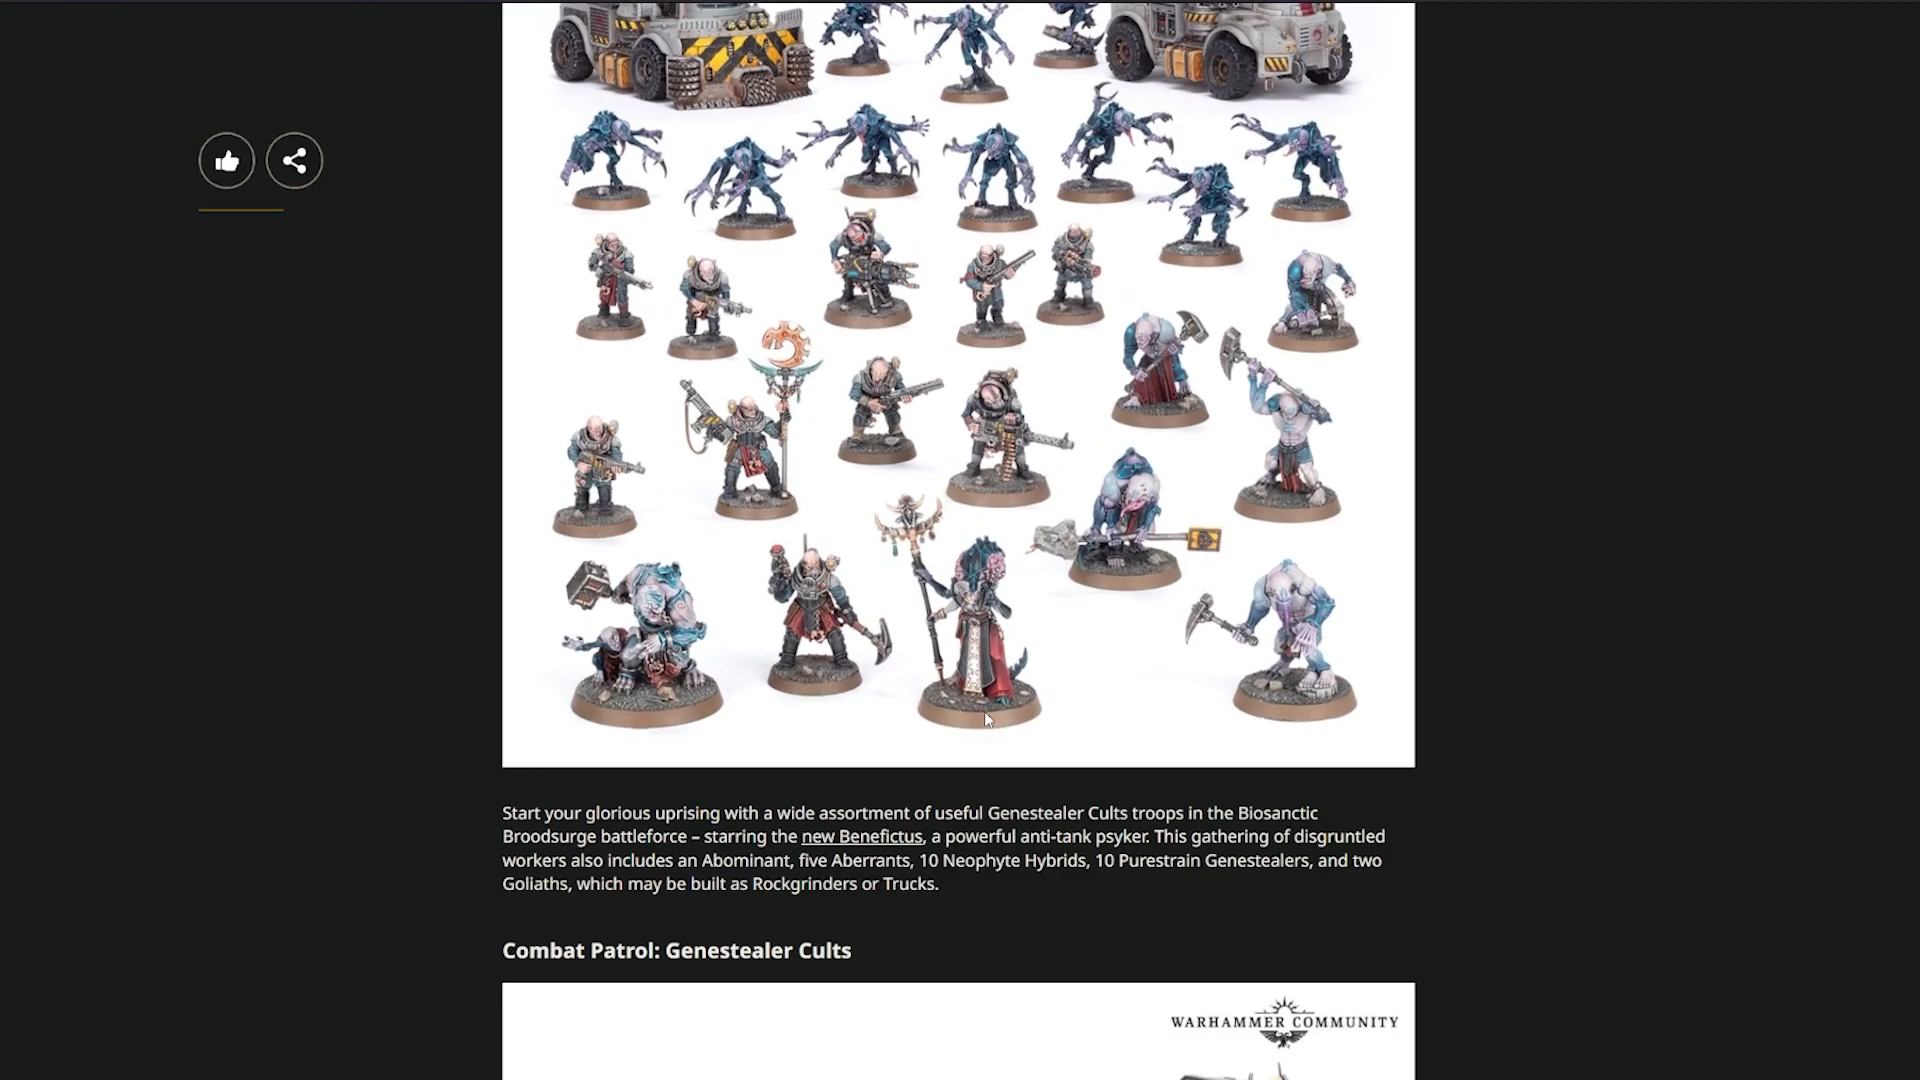 Start your glorious uprising with a wide assortment of useful Genestealer Cults troops in the Biosanctic
Broodsurge battleforce – starring the new Benefictus, a powerful anti-tank psyker. This gathering of disgruntled
workers also includes an Abominant, five Aberrants, 10 Neophyte Hybrids, 10 Purestrain Genestealers, and two
Goliaths, which may be built as Rockgrinders or Trucks.
Combat Patrol: Genestealer Cults
WARHAMMER COMMUNITY